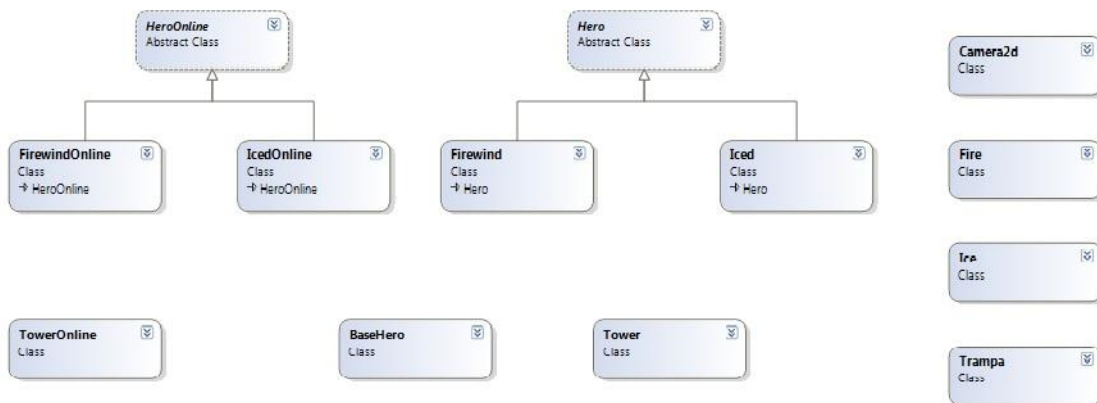 HeroOnline
Abstract Class
Hero
Abstract Class
Camera2d
Class
FirewindOnline
Class
HeroOnline
IcedOnline
Class
HeroOnline
Firewind
Class
Hero
Iced
Class
Hero
Fire
Class
Ice
Class
TowerOnline
Class
BaseHero
Class
Tower
Class
Trampa
Class